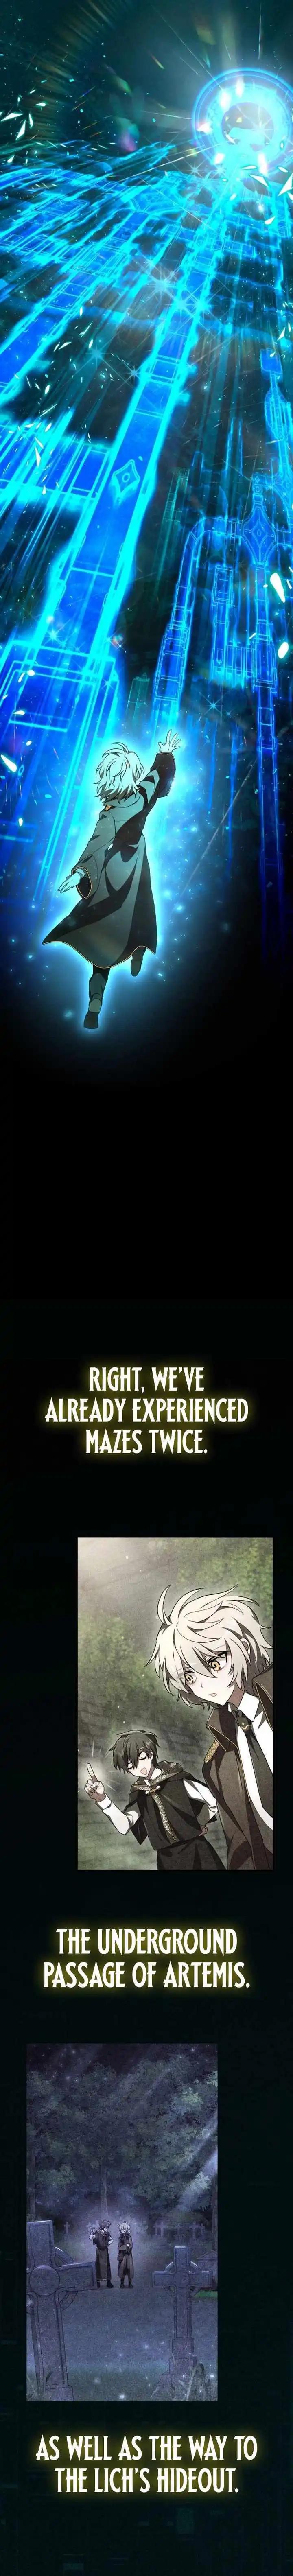 RIGHT, WE'VE
ALREADY EXPERIENCED
MAZES TWICE.
THE UNDERGROUND
PASSAGE OF ARTEMIS.
AS WELL AS THE WAY TO
THE LICH'S HIDEOUT.